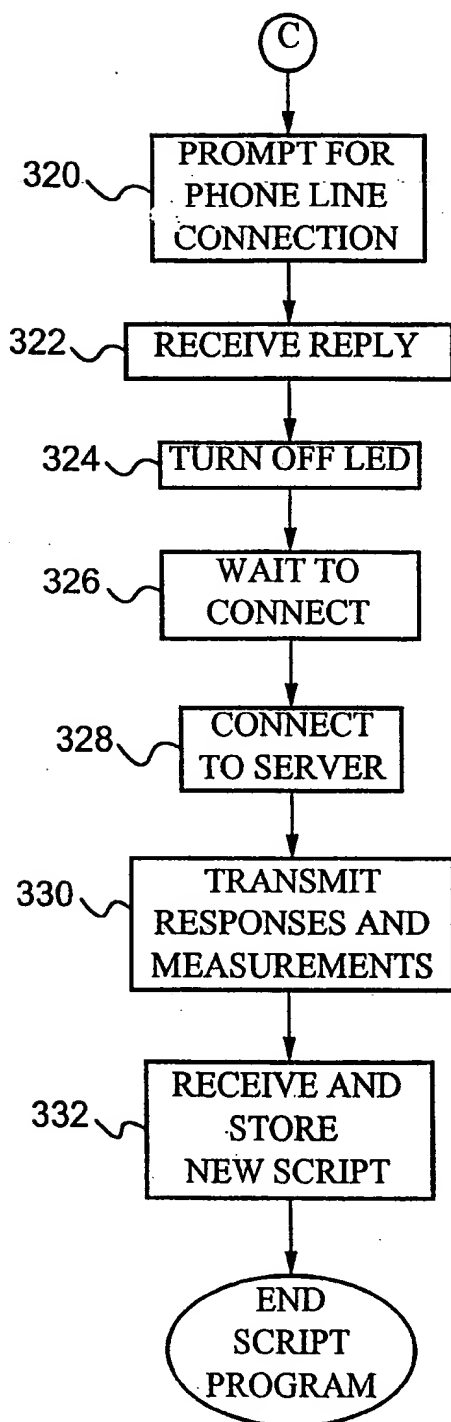 C
320
PROMPT FOR
PHONE LINE
CONNECTION
322
RECEIVE REPLY
324
TURN OFF LED
326
WAIT TO
CONNECT
328
CONNECT
TO SERVER
330
TRANSMIT
RESPONSES AND
MEASUREMENTS
332
RECEIVE AND
STORE
NEW SCRIPT
END
SCRIPT
PROGRAM